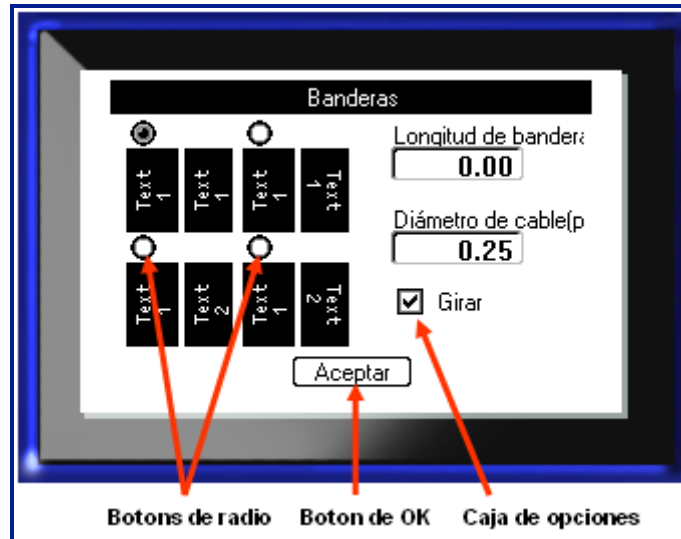 Banderas
Longitud de bandera
0.00
Text 1 Text 1 Text 1 Text 1
Diámetro de cable(p
0.25
Text 1 Text 2 Text 1 Text 2
Girar
Aceptar
Botons de radio Boton de OK Caja de opciones